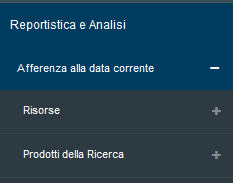 Reportistica e Analisi
Afferenza alla data corrente
Risorse
Prodotti della Ricerca